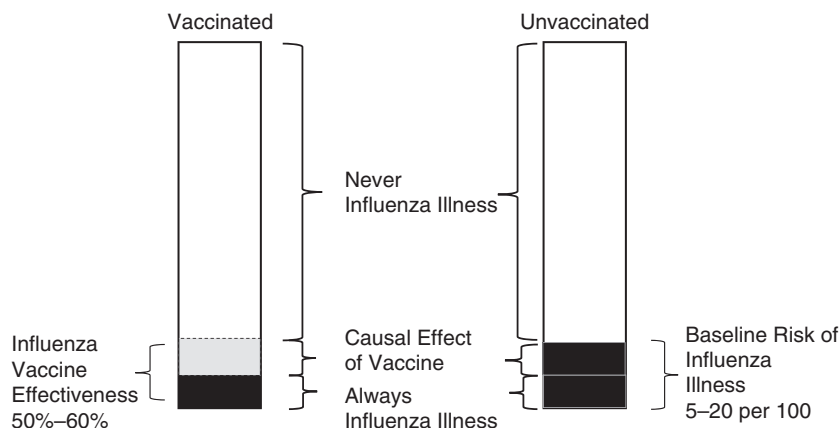 Vaccinated
Unvaccinated
Never
Influenza Illness
Influenza
Vaccine
Effectiveness
50%–60%
Causal Effect
of Vaccine
Always
Influenza Illness
Baseline Risk of
Influenza
Illness
5–20 per 100